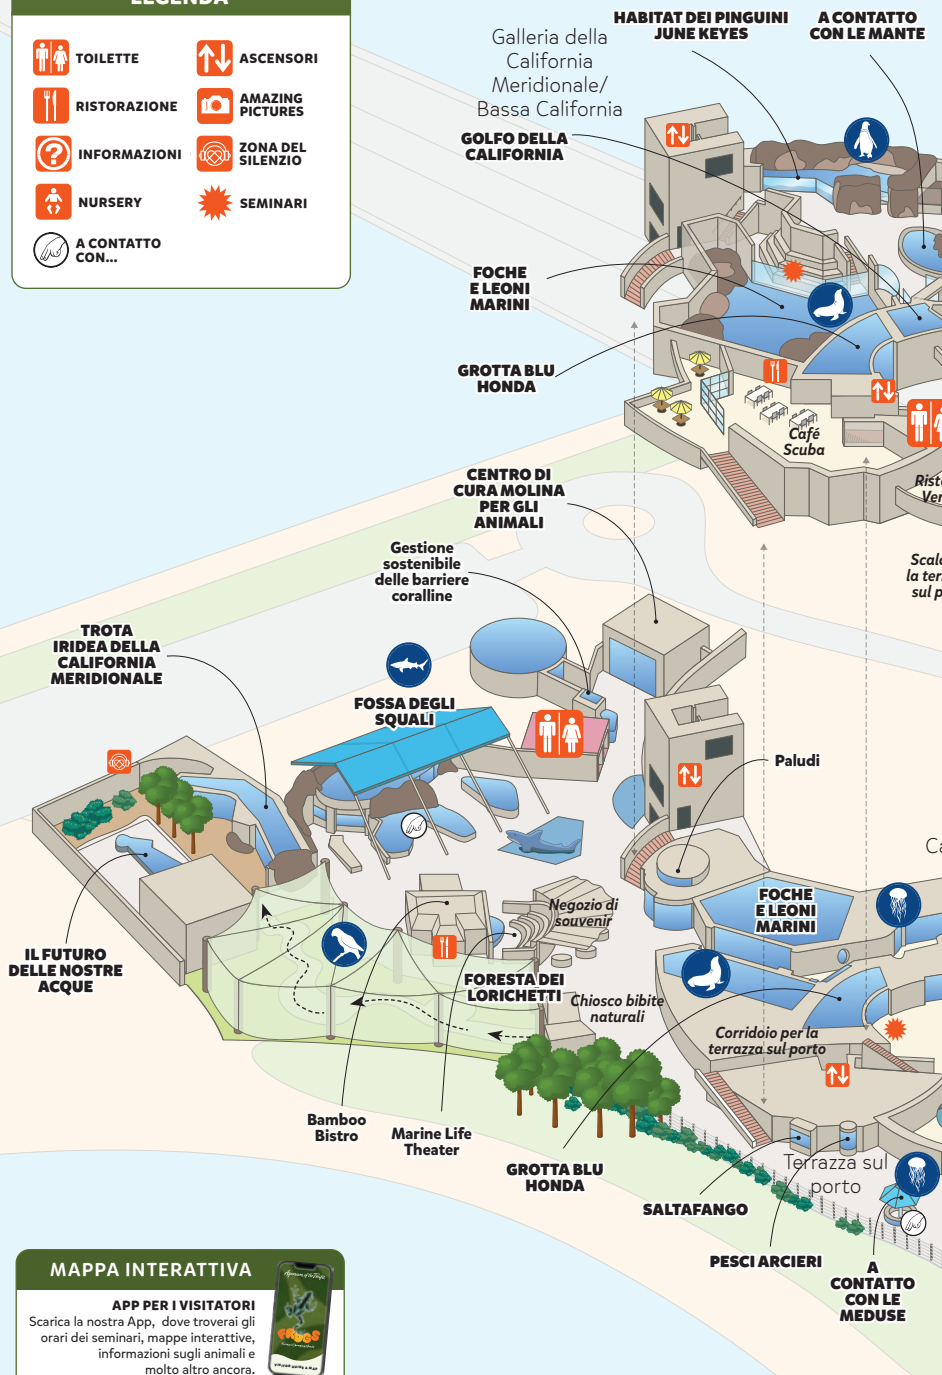 LEGENDA
TOILETTE
ASCENSORI
RISTORAZIONE
AMAZING
PICTURES
INFORMAZIONI
ZONA DEL
SILENZIO
NURSERY
SEMINARI
A CONTATTO
CON...
Galleria della
California
Meridionale/
Bassa California
HABITAT DEI PINGUINI
JUNE KEYES
A CONTATTO
CON LE MANTE
GOLFO DELLA
CALIFORNIA
FOCHE
E LEONI
MARINI
GROTTA BLU
HONDA
Café
Scuba
CENTRO DI
CURA MOLINA
PER GLI
ANIMALI
Gestione
sostenibile
delle barriere
coralline
TROTA
IRIDEA DELLA
CALIFORNIA
MERIDIONALE
FOSSA DEGLI
SQUALI
Paludi
FOCHE
E LEONI
MARINI
Negozio di
souvenir
IL FUTURO
DELLE NOSTRE
ACQUE
FORESTA DEI
LORICHETTI
Chiosco bibite
naturali
Corridoio per la
terrazza sul porto
Bamboo
Bistro
Marine Life
Theater
GROTTA BLU
HONDA
Terrazza sul
porto
SALTAFANGO
PESCI ARCIERI
A
CONTATTO
CON LE
MEDUSE
MAPPA INTERATTIVA
APP PER I VISITATORI
Scarica la nostra App, dove troverai gli
orari dei seminari, mappe interattive,
informazioni sugli animali e
molto altro ancora.
Aquarium of the Pacific
FROGS